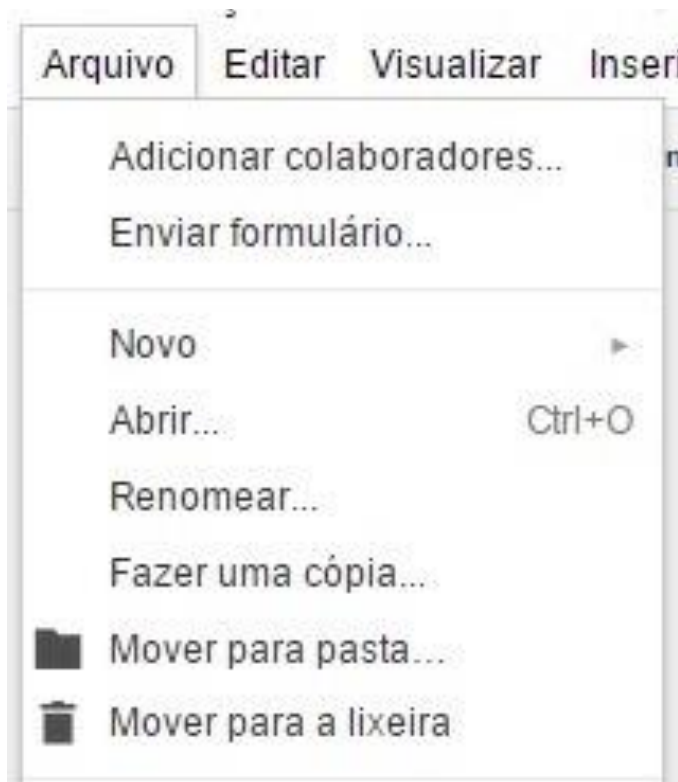 Arquivo Editar Visualizar Inseri
Adicionar colaboradores...
Enviar formulário...
Novo
Abrir... Ctrl+O
Renomear...
Fazer uma cópia...
Mover para pasta...
Mover para a lixeira